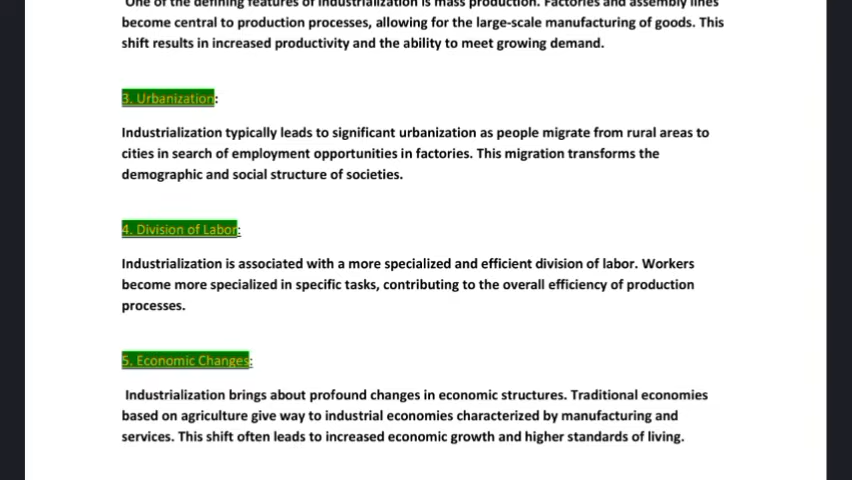 One of the defining features of industrialization is mass production. Factories and assembly lines
become central to production processes, allowing for the large-scale manufacturing of goods. This
shift results in increased productivity and the ability to meet growing demand.
3. Urbanization:
Industrialization typically leads to significant urbanization as people migrate from rural areas to
cities in search of employment opportunities in factories. This migration transforms the
demographic and social structure of societies.
4. Division of Labor:
Industrialization is associated with a more specialized and efficient division of labor. Workers
become more specialized in specific tasks, contributing to the overall efficiency of production
processes.
5. Economic Changes:
Industrialization brings about profound changes in economic structures. Traditional economies
based on agriculture give way to industrial economies characterized by manufacturing and
services. This shift often leads to increased economic growth and higher standards of living.